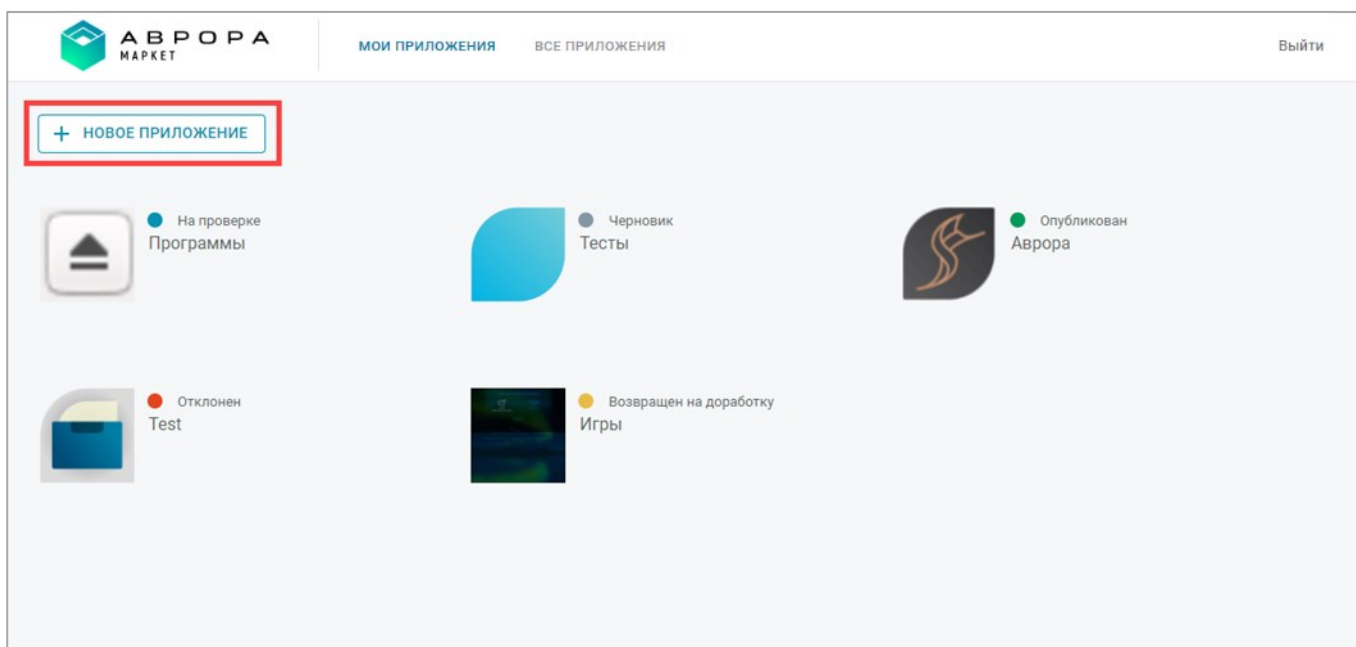 АВРОРА
МАРКЕТ
МОИ ПРИЛОЖЕНИЯ
ВСЕ ПРИЛОЖЕНИЯ
Выйти
+ НОВОЕ ПРИЛОЖЕНИЕ
На проверке
Программы
Черновик
Тесты
Опубликован
Аврора
Отклонен
Test
Возвращен на доработку
Игры